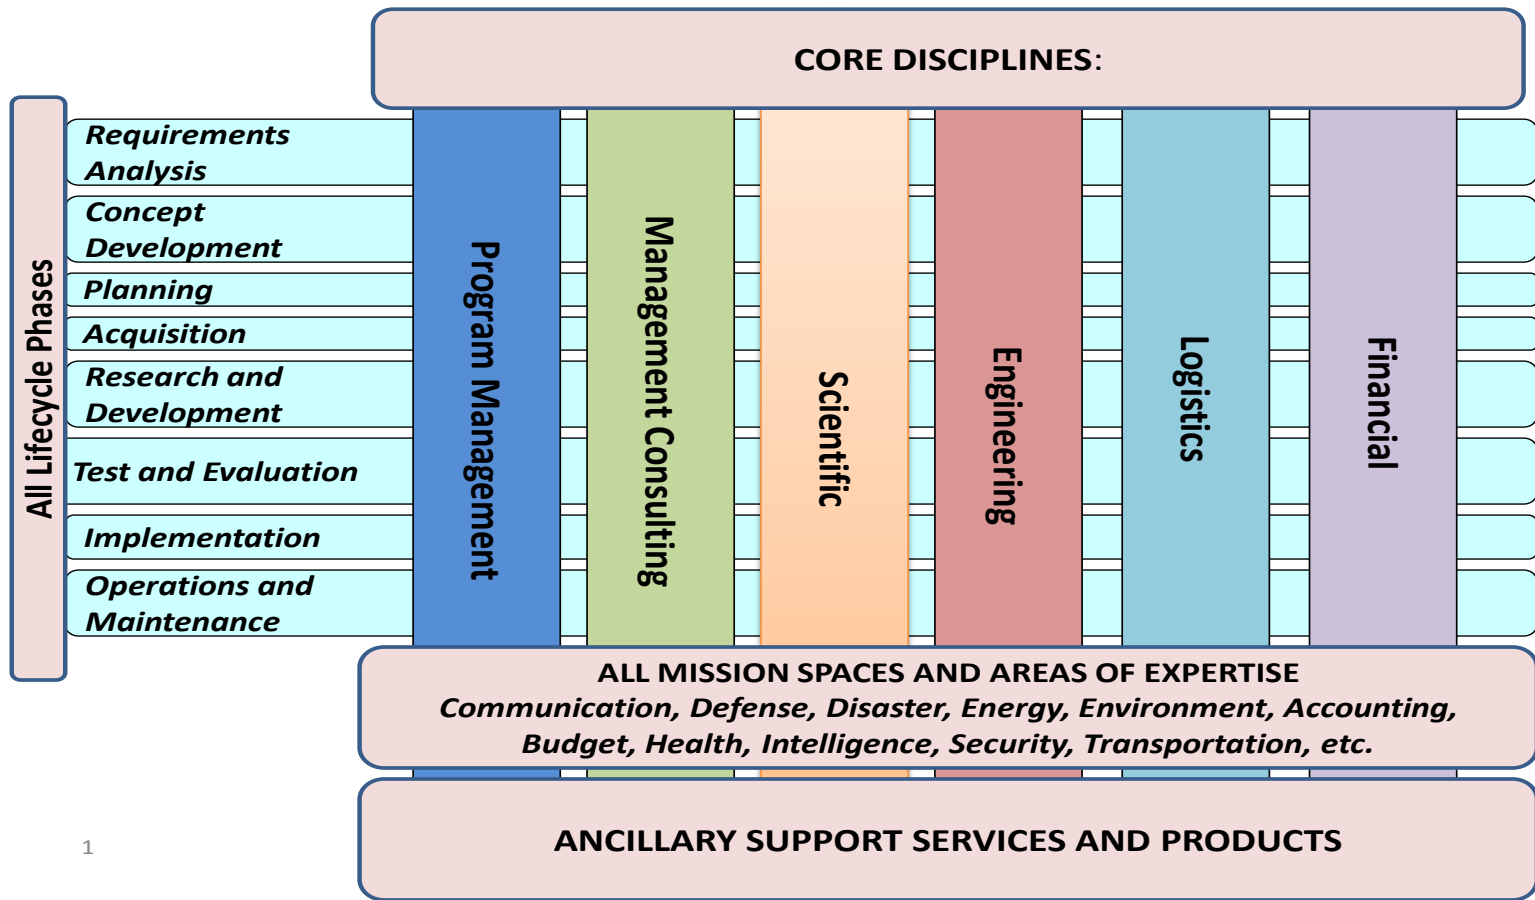 CORE DISCIPLINES:
All Lifecycle Phases
Requirements
Analysis
Concept
Development
Planning
Acquisition
Research and
Development
Test and Evaluation
Implementation
Operations and
Maintenance
Program Management
Management Consulting
Scientific
Engineering
Logistics
Financial
ALL MISSION SPACES AND AREAS OF EXPERTISE
Communication, Defense, Disaster, Energy, Environment, Accounting,
Budget, Health, Intelligence, Security, Transportation, etc.
ANCILLARY SUPPORT SERVICES AND PRODUCTS
1